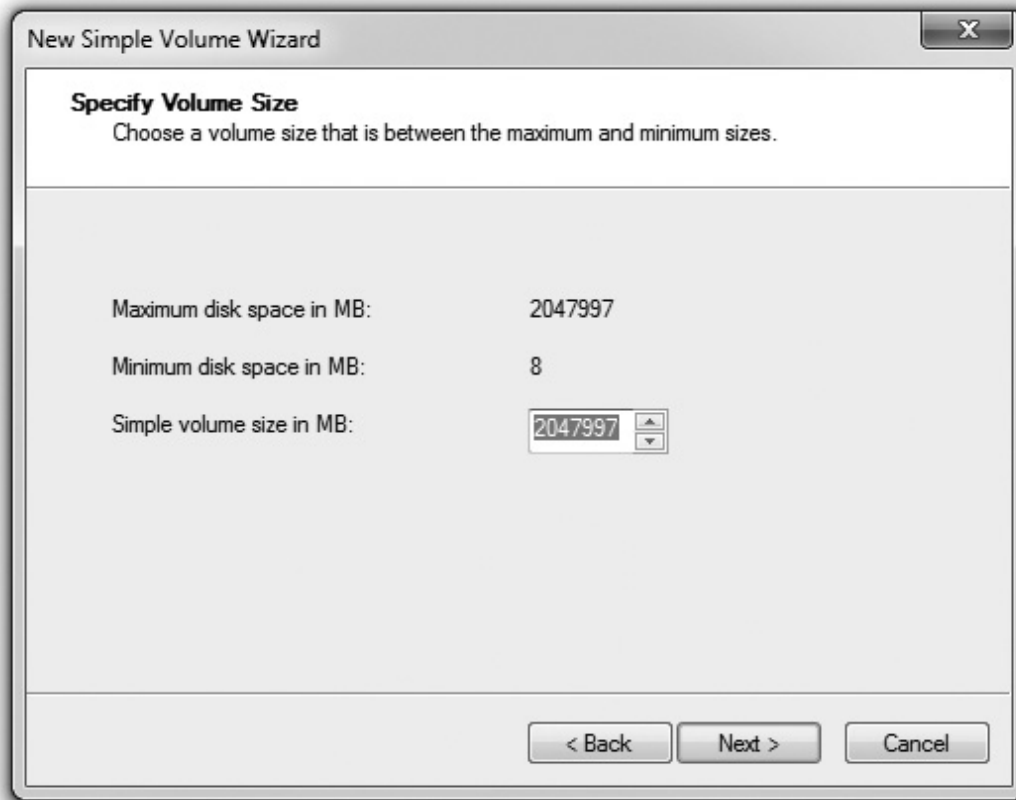 New Simple Volume Wizard
X
Specify Volume Size
Choose a volume size that is between the maximum and minimum sizes.
Maximum disk space in MB: 2047997
Minimum disk space in MB: 8
Simple volume size in MB: 2047997
< Back Next > Cancel